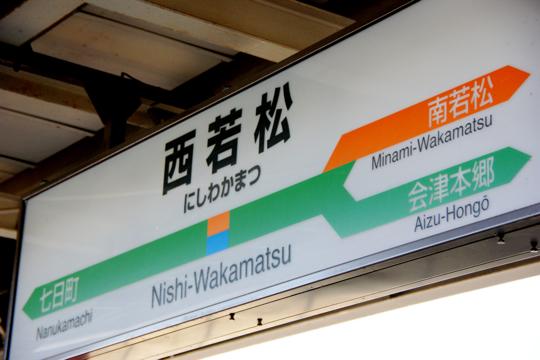 西若松
にしわかまつ
Nishi-Wakamatsu
七日町
Nanukamachi
南若松
Minami-Wakamatsu
会津本郷
Aizu-Hongō